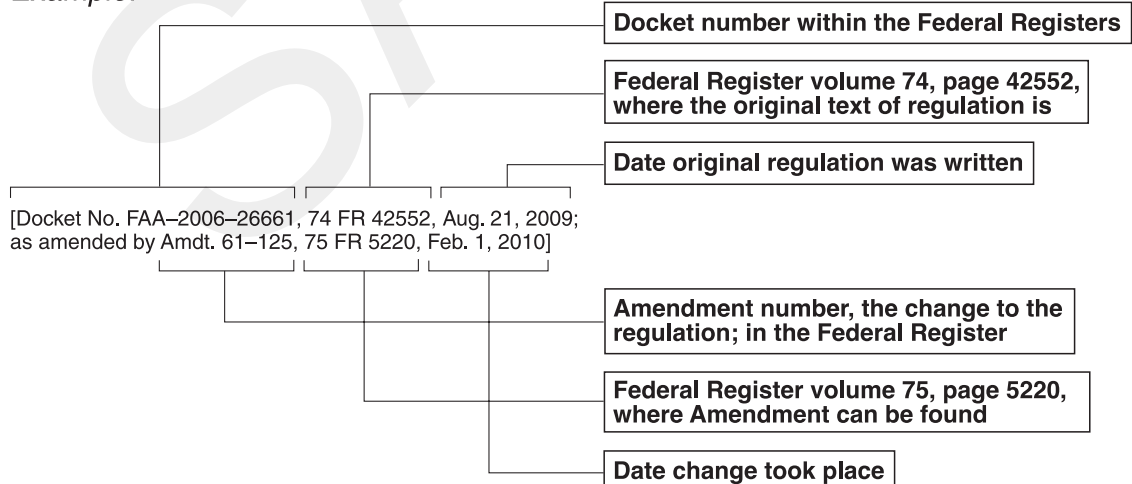 Example:
Docket number within the Federal Registers
Federal Register volume 74, page 42552,
where the original text of regulation is
Date original regulation was written
[Docket No. FAA–2006–26661, 74 FR 42552, Aug. 21, 2009;
as amended by Amdt. 61–125, 75 FR 5220, Feb. 1, 2010]
Amendment number, the change to the
regulation; in the Federal Register
Federal Register volume 75, page 5220,
where Amendment can be found
Date change took place